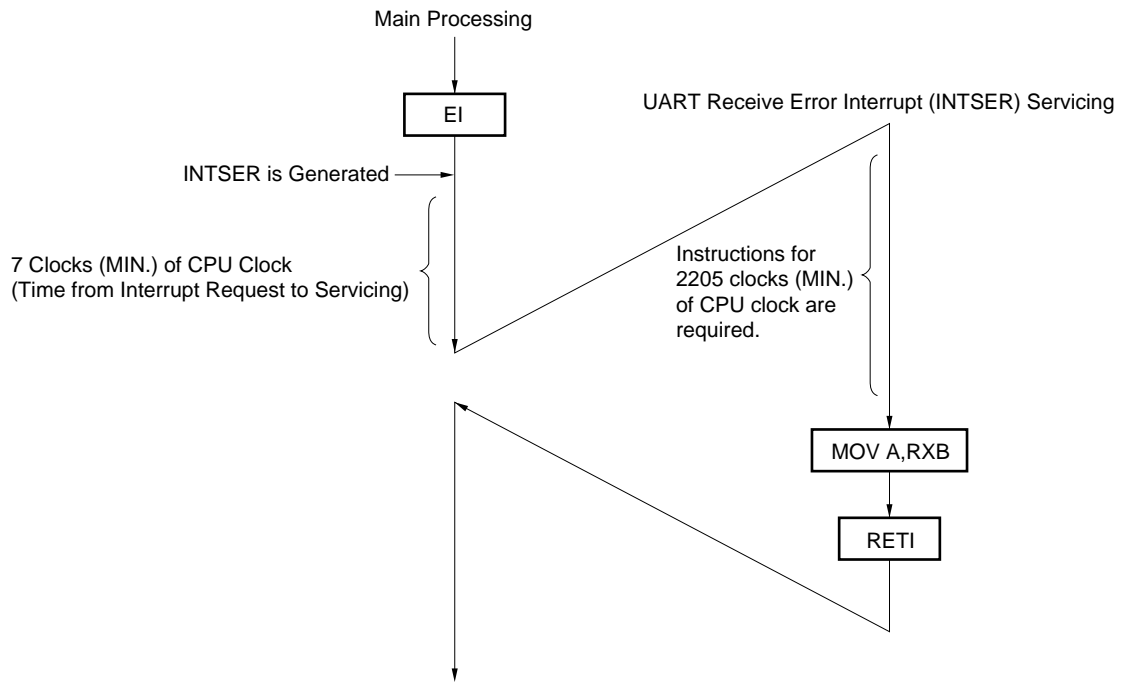 Main Processing
EI
UART Receive Error Interrupt (INTSER) Servicing
INTSER is Generated
7 Clocks (MIN.) of CPU Clock
(Time from Interrupt Request to Servicing)
Instructions for
2205 clocks (MIN.)
of CPU clock are
required.
MOV A,RXB
RETI